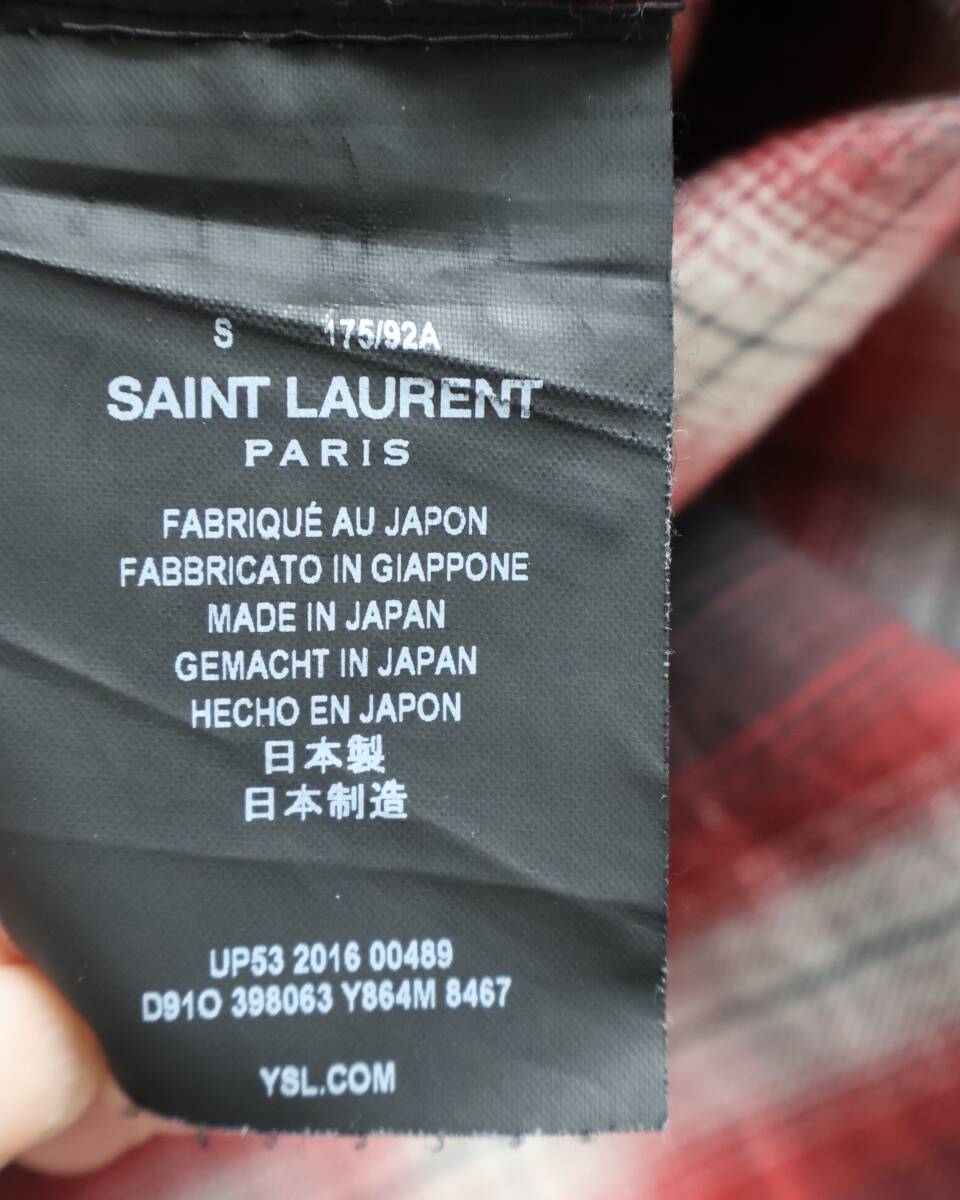 S 175/92A
SAINT LAURENT
PARIS
FABRIQUÉ AU JAPON
FABBRICATO IN GIAPPONE
MADE IN JAPAN
GEMACHT IN JAPAN
HECHO EN JAPON
日本製
日本制造
UP53 2016 00489
D91O 398063 Y864M 8467
YSL.COM